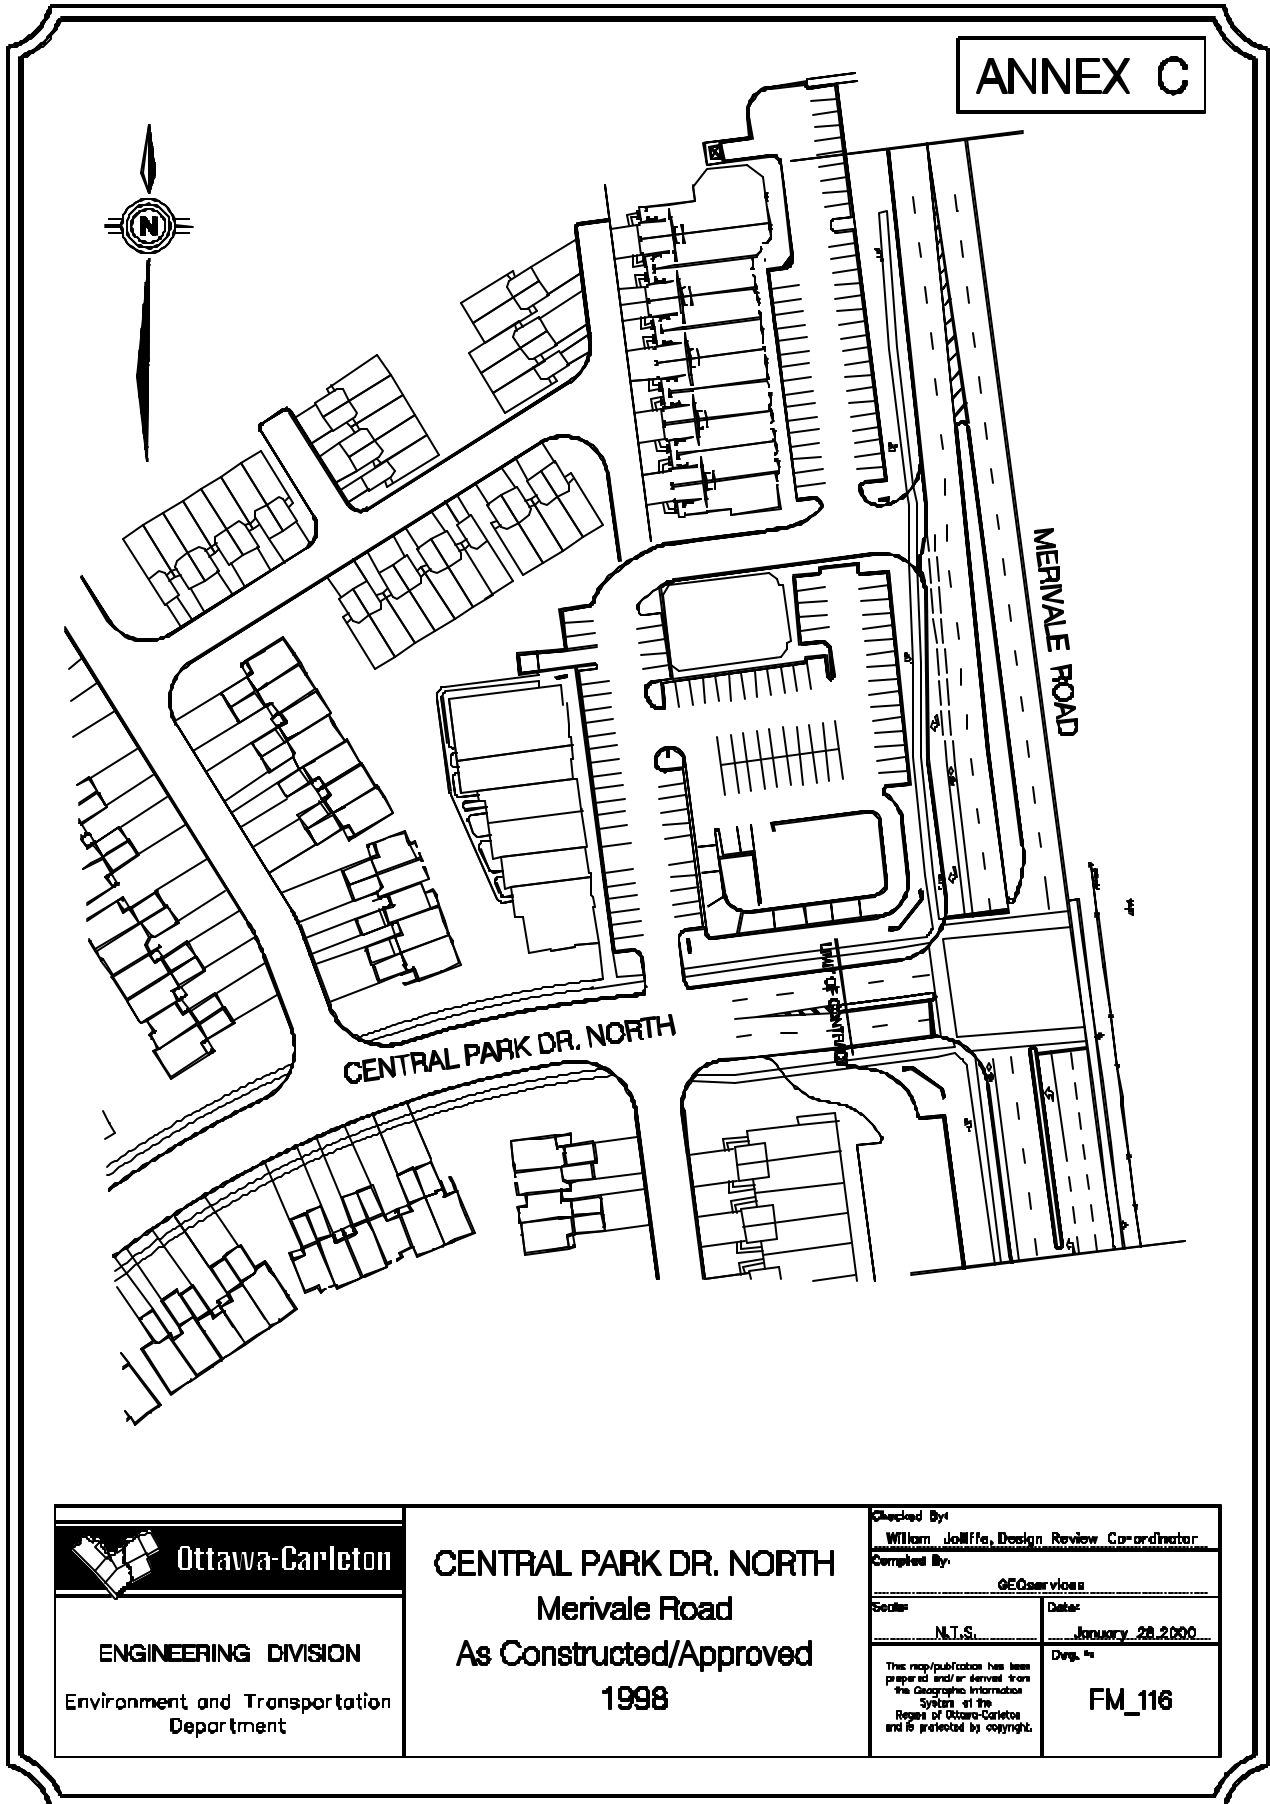 ANNEX C
N
MERIVALE ROAD
LIMIT OF CONTRACT
CENTRAL PARK DR. NORTH
Ottawa-Carleton
ENGINEERING DIVISION
Environment and Transportation
Department
CENTRAL PARK DR. NORTH
Merivale Road
As Constructed/Approved
1998
Checked By:
William Jolliffe, Design Review Co-ordinator
Compiled By:
GEOservices
Scale:
N.T.S.
Date:
January 28,2000
This map/publication has been
prepared and/or derived from
the Geographic Information
System of the
Region of Ottawa-Carleton
and is protected by copyright.
Dwg. No.
FM_116